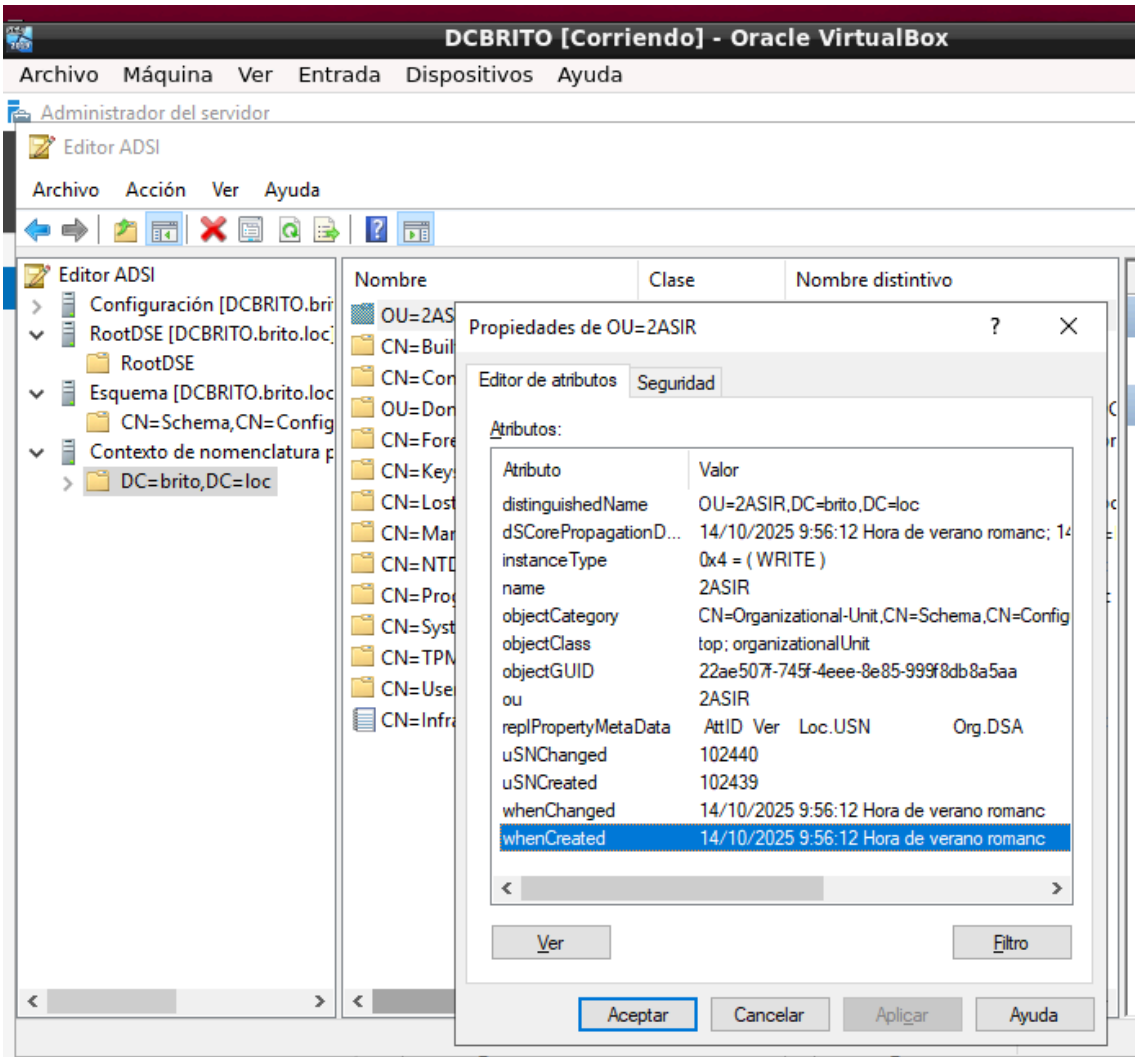 DCBRITO [Corriendo] - Oracle VirtualBox
Archivo Máquina Ver Entrada Dispositivos Ayuda
Administrador del servidor
Editor ADSI
Archivo Acción Ver Ayuda
Editor ADSI
Configuración [DCBRITO.bri
RootDSE [DCBRITO.brito.loc]
RootDSE
Esquema [DCBRITO.brito.loc
CN=Schema,CN=Config
Contexto de nomenclatura p
DC=brito,DC=loc
Nombre Clase Nombre distintivo
OU=2AS
CN=Buil
CN=Con
OU=Don
CN=Fore
CN=Key
CN=Lost
CN=Mar
CN=NTD
CN=Prog
CN=Syst
CN=TPM
CN=Use
CN=Infra
Propiedades de OU=2ASIR ?
Editor de atributos Seguridad
Atributos:
Atributo Valor
distinguishedName OU=2ASIR,DC=brito,DC=loc
dSCorePropagationD... 14/10/2025 9:56:12 Hora de verano romanc; 14
instanceType 0x4 = ( WRITE )
name 2ASIR
objectCategory CN=Organizational-Unit,CN=Schema,CN=Config
objectClass top; organizationalUnit
objectGUID 22ae507f-745f-4eee-8e85-999f8db8a5aa
ou 2ASIR
replPropertyMetaData AttID Ver Loc.USN Org.DSA
uSNChanged 102440
uSNCreated 102439
whenChanged 14/10/2025 9:56:12 Hora de verano romanc
whenCreated 14/10/2025 9:56:12 Hora de verano romanc
Ver Filtro
Aceptar Cancelar Aplicar Ayuda